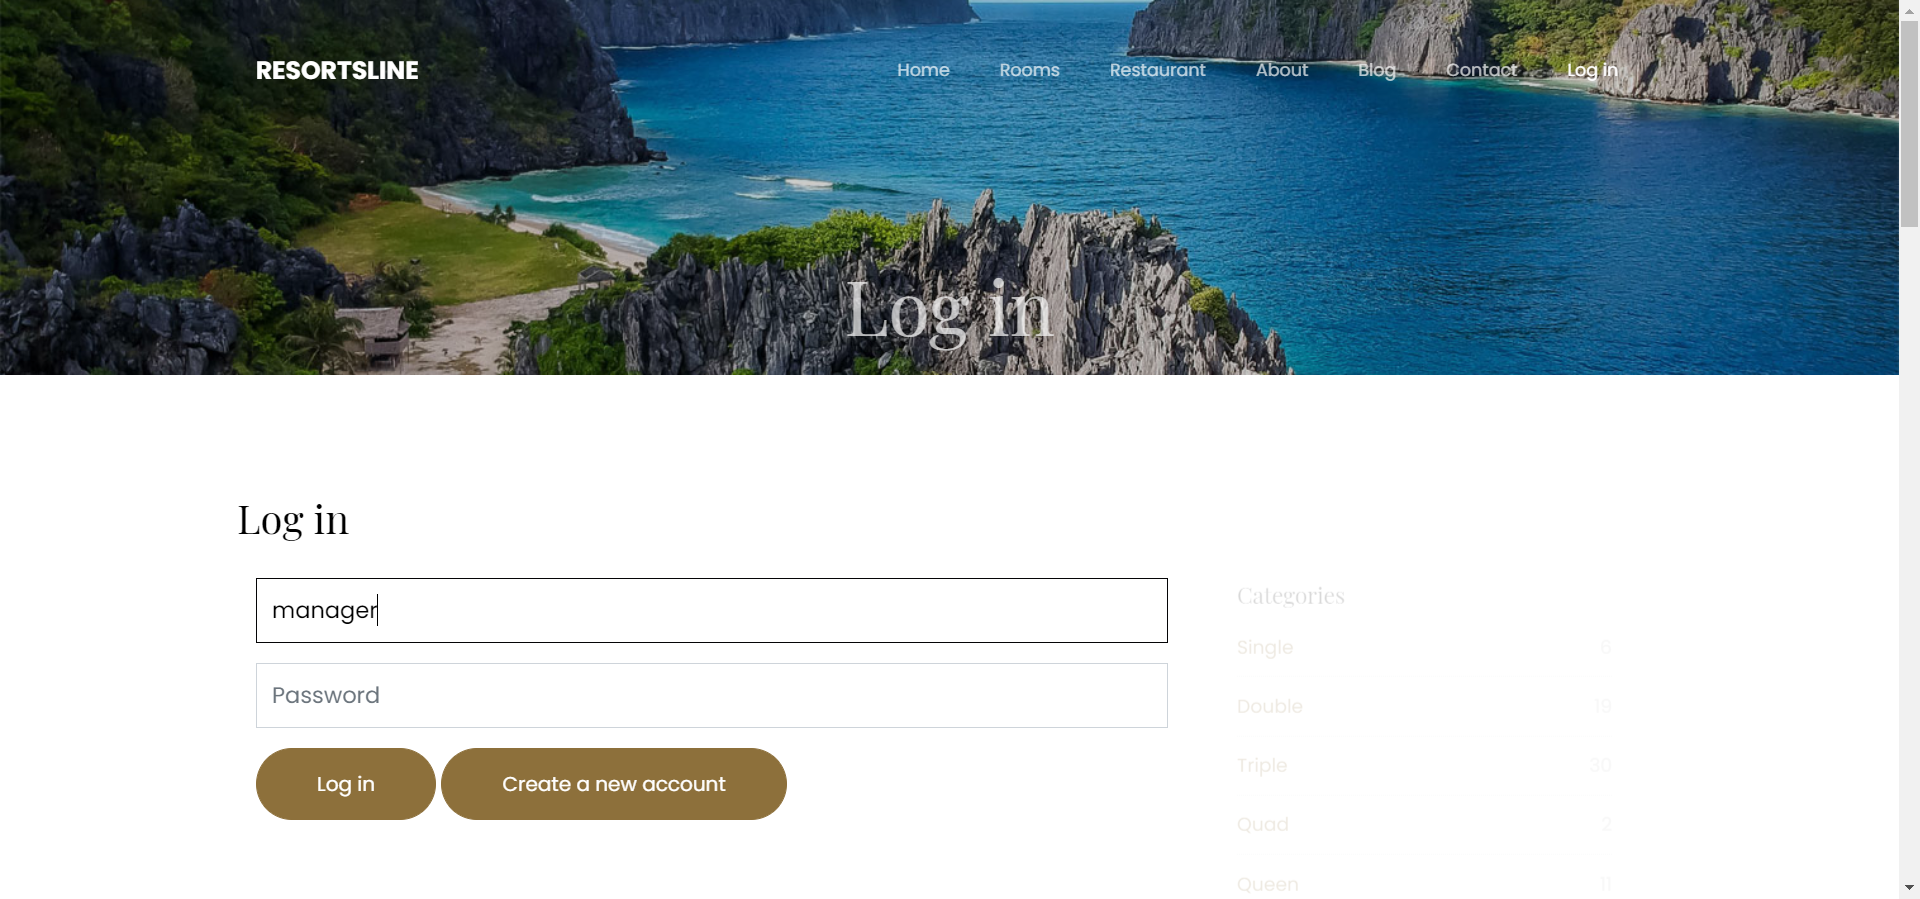 RESORTSLINE
Home Rooms Restaurant About Blog Contact Log in
Log in
Log in
manager
Password
Log in Create a new account
Categories
Single 6
Double 19
Triple 30
Quad 2
Queen 11